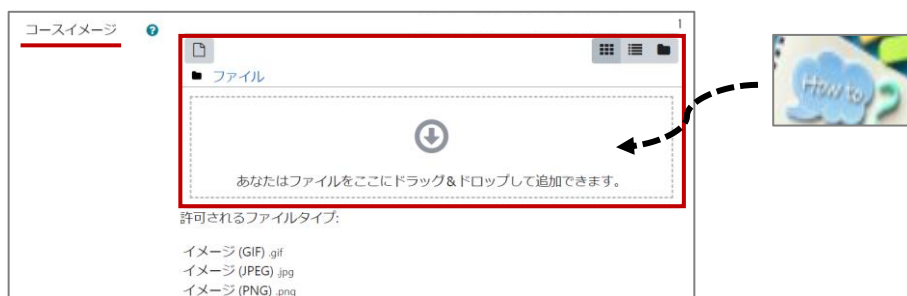 コースイメージ
1
ファイル
あなたはファイルをここにドラッグ&ドロップして追加できます。
許可されるファイルタイプ:
イメージ (GIF) .gif
イメージ (JPEG) .jpg
イメージ (PNG) .png
How to
?